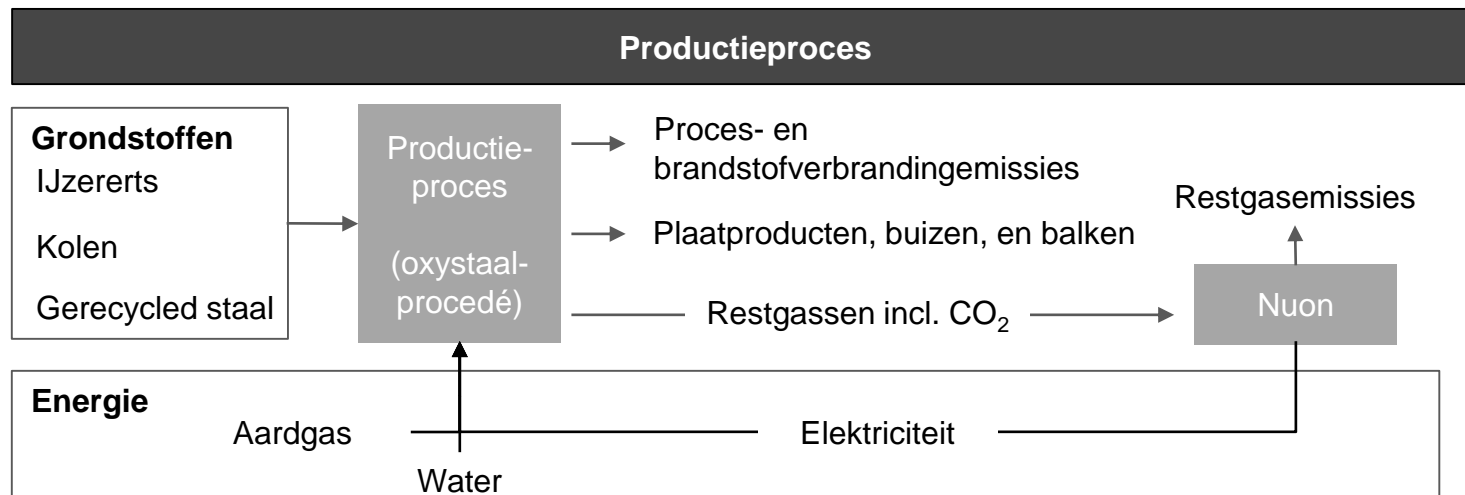 Productieproces
Grondstoffen
IJzererts
Kolen
Gerecycled staal
Productie-
proces
(oxystaal-
procedé)
Proces- en
brandstofverbrandingemissies
Plaatproducten, buizen, en balken
Restgassen incl. CO₂
Restgasemissies
Nuon
Energie
Aardgas
Elektriciteit
Water